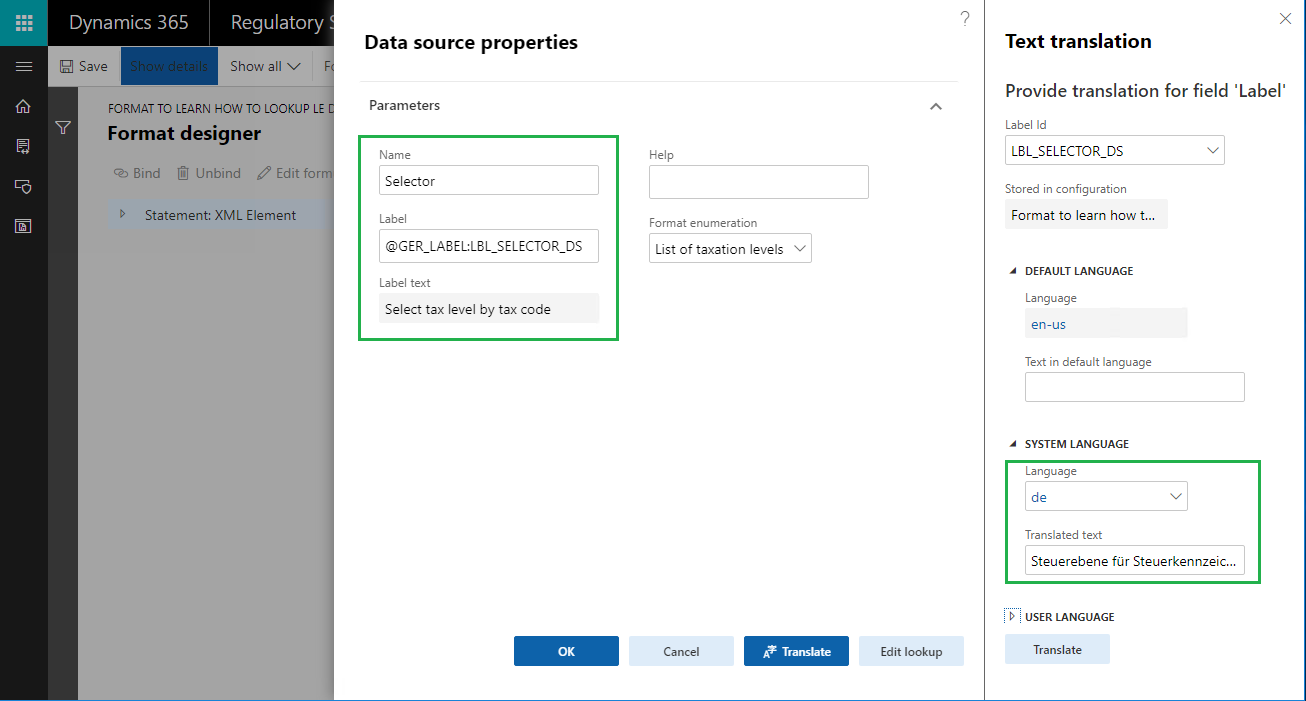 Dynamics 365
Regulatory S
Save
Show details
Show all
Fo
FORMAT TO LEARN HOW TO LOOKUP LE D
Format designer
Bind
Unbind
Edit form
Statement: XML Element
?
Data source properties
Parameters
Name
Selector
Label
@GER_LABEL:LBL_SELECTOR_DS
Label text
Select tax level by tax code
Help
Format enumeration
List of taxation levels
OK
Cancel
Translate
Edit lookup
Text translation
Provide translation for field 'Label'
Label Id
LBL_SELECTOR_DS
Stored in configuration
Format to learn how t...
DEFAULT LANGUAGE
Language
en-us
Text in default language
SYSTEM LANGUAGE
Language
de
Translated text
Steuerebene für Steuerkennzeic...
USER LANGUAGE
Translate